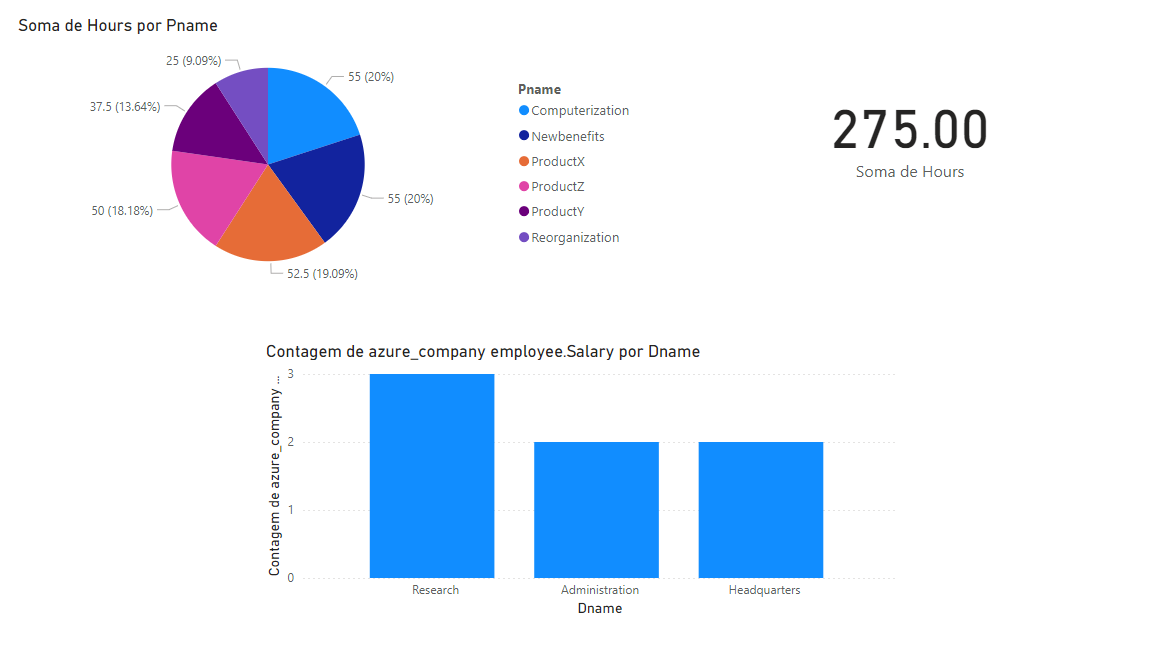 Soma de Hours por Pname
25 (9.09%)
55 (20%)
37.5 (13.64%)
50 (18.18%)
55 (20%)
52.5 (19.09%)
Pname
Computerization
Newbenefits
ProductX
ProductZ
ProductY
Reorganization
275.00
Soma de Hours
Contagem de azure_company employee.Salary por Dname
Contagem de azure_company ...
3
2
1
0
Research
Administration
Headquarters
Dname